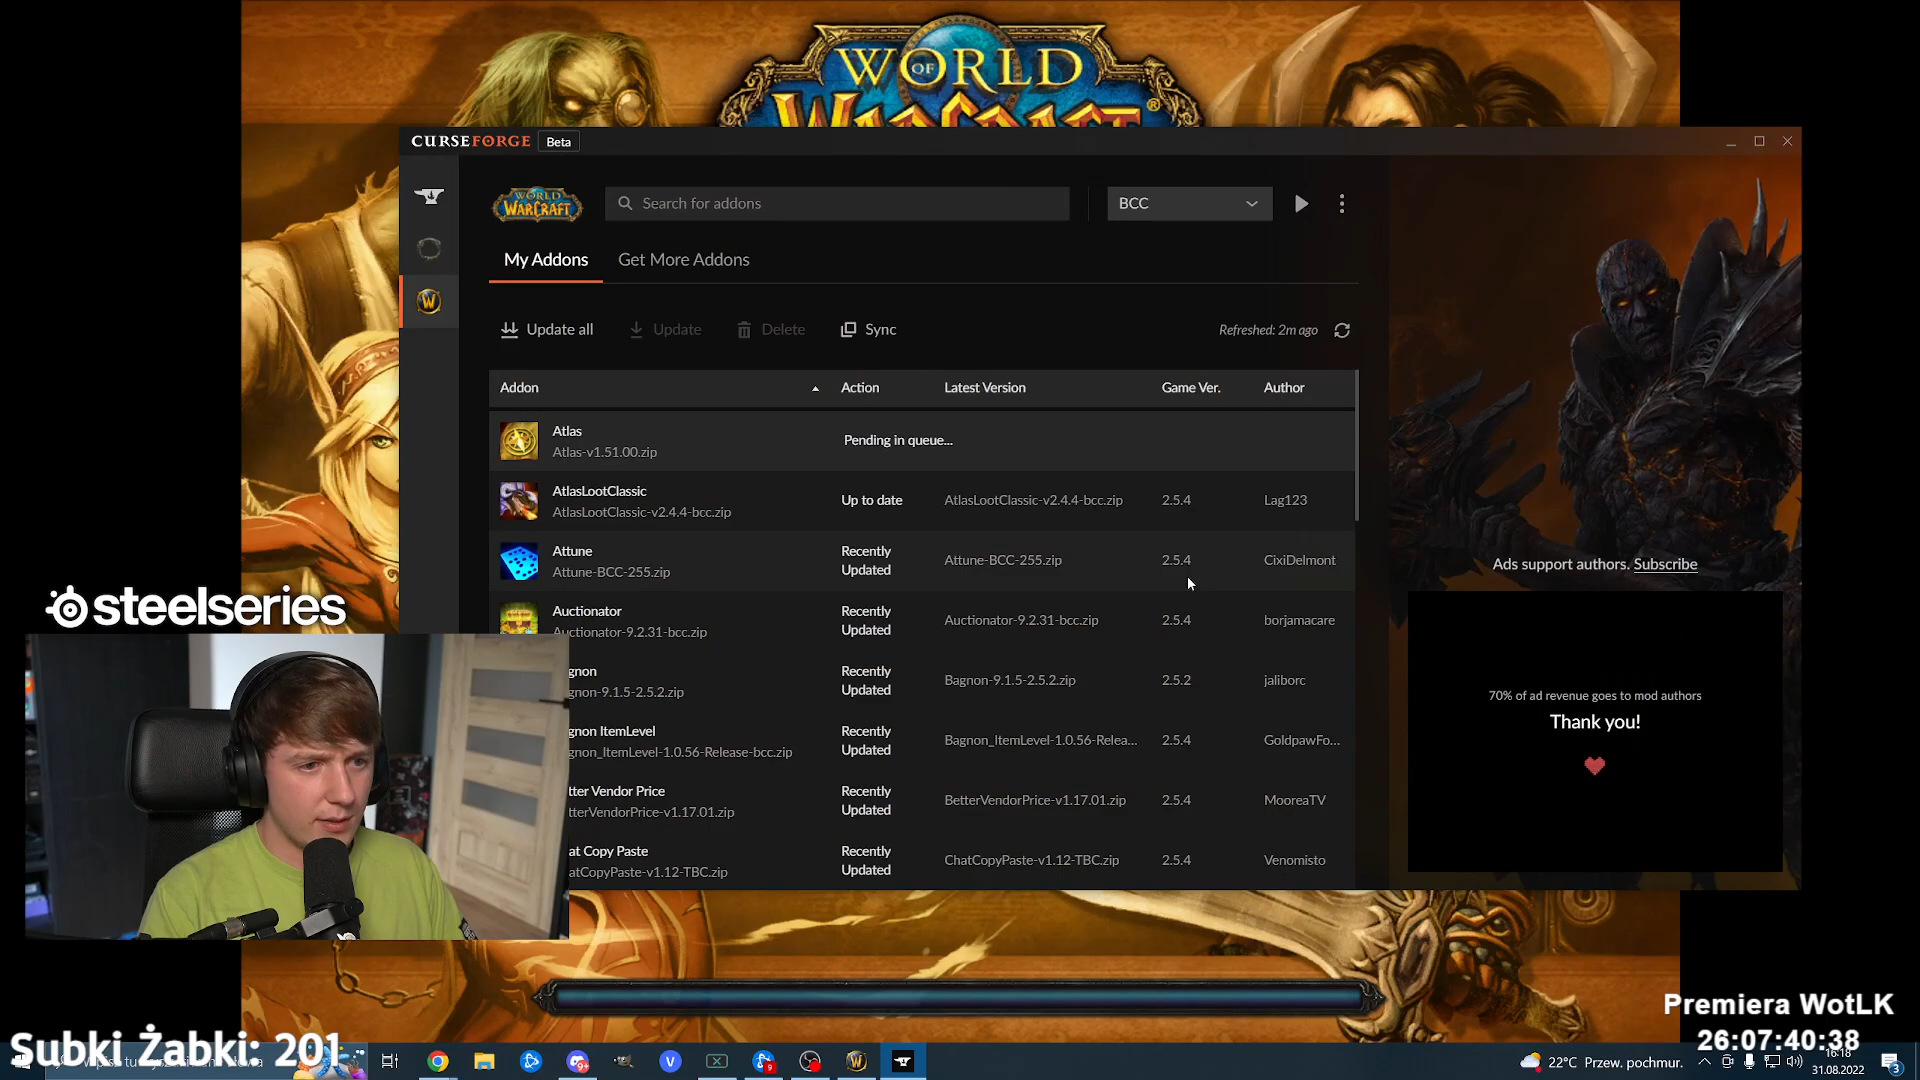 WORLD
OF
WARCRAFT
CURSEFORGE Beta
WORLD
WARCRAFT
Search for addons
BCC
My Addons
Get More Addons
Update all
Update
Delete
Sync
Refreshed: 2m ago
Addon
Action
Latest Version
Game Ver.
Author
Atlas
Atlas-v1.51.00.zip
Pending in queue...
AtlasLootClassic
AtlasLootClassic-v2.4.4-bcc.zip
Up to date
AtlasLootClassic-v2.4.4-bcc.zip
2.5.4
Lag123
Attune
Attune-BCC-255.zip
Recently
Updated
Attune-BCC-255.zip
2.5.4
CixiDelmont
Auctionator
Auctionator-9.2.31-bcc.zip
Recently
Updated
Auctionator-9.2.31-bcc.zip
2.5.4
borjamacare
gnon
gnon-9.1.5-2.5.2.zip
Recently
Updated
Bagnon-9.1.5-2.5.2.zip
2.5.2
jaliborc
gnon ItemLevel
gnon_ItemLevel-1.0.56-Release-bcc.zip
Recently
Updated
Bagnon_ItemLevel-1.0.56-Relea...
2.5.4
GoldpawFo...
tter Vendor Price
tterVendorPrice-v1.17.01.zip
Recently
Updated
BetterVendorPrice-v1.17.01.zip
2.5.4
MooreaTV
at Copy Paste
atCopyPaste-v1.12-TBC.zip
Recently
Updated
ChatCopyPaste-v1.12-TBC.zip
2.5.4
Venomisto
Ads support authors. Subscribe
70% of ad revenue goes to mod authors
Thank you!
steelseries
Premiera WotLK
26:07:40:38
Subki Żabki: 201
22°C Przew. pochmur.
16:18
31.08.2022